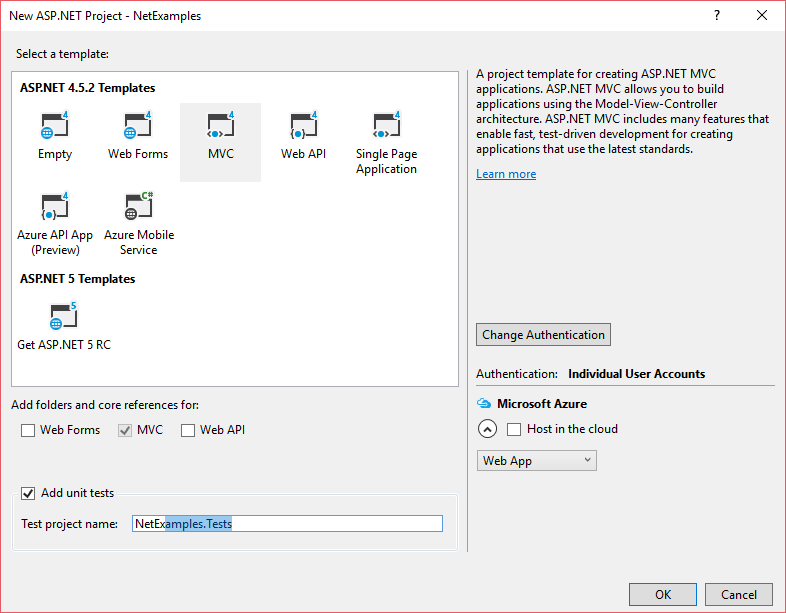 New ASP.NET Project - NetExamples
?
Select a template:
ASP.NET 4.5.2 Templates
4
4
4
4
4
Empty
Web Forms
MVC
Web API
Single Page
Application
4
C#
Azure API App
(Preview)
Azure Mobile
Service
ASP.NET 5 Templates
5
Get ASP.NET 5 RC
Add folders and core references for:
Web Forms
MVC
Web API
Add unit tests
Test project name:
NetExamples.Tests
A project template for creating ASP.NET MVC
applications. ASP.NET MVC allows you to build
applications using the Model-View-Controller
architecture. ASP.NET MVC includes many features that
enable fast, test-driven development for creating
applications that use the latest standards.
Learn more
Change Authentication
Authentication: Individual User Accounts
Microsoft Azure
Host in the cloud
Web App
OK
Cancel